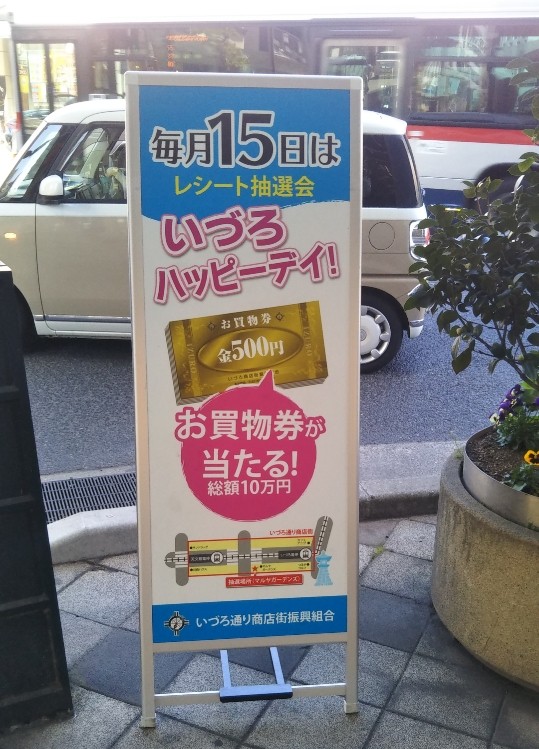 毎月15日は
レシート抽選会
いづろ
ハッピーデイ!
お買物券
金500円
お買物券が
当たる!
総額10万円
いづろ通り商店街
抽選場所(マルヤガーデンズ)
いづろ通り商店街振興組合